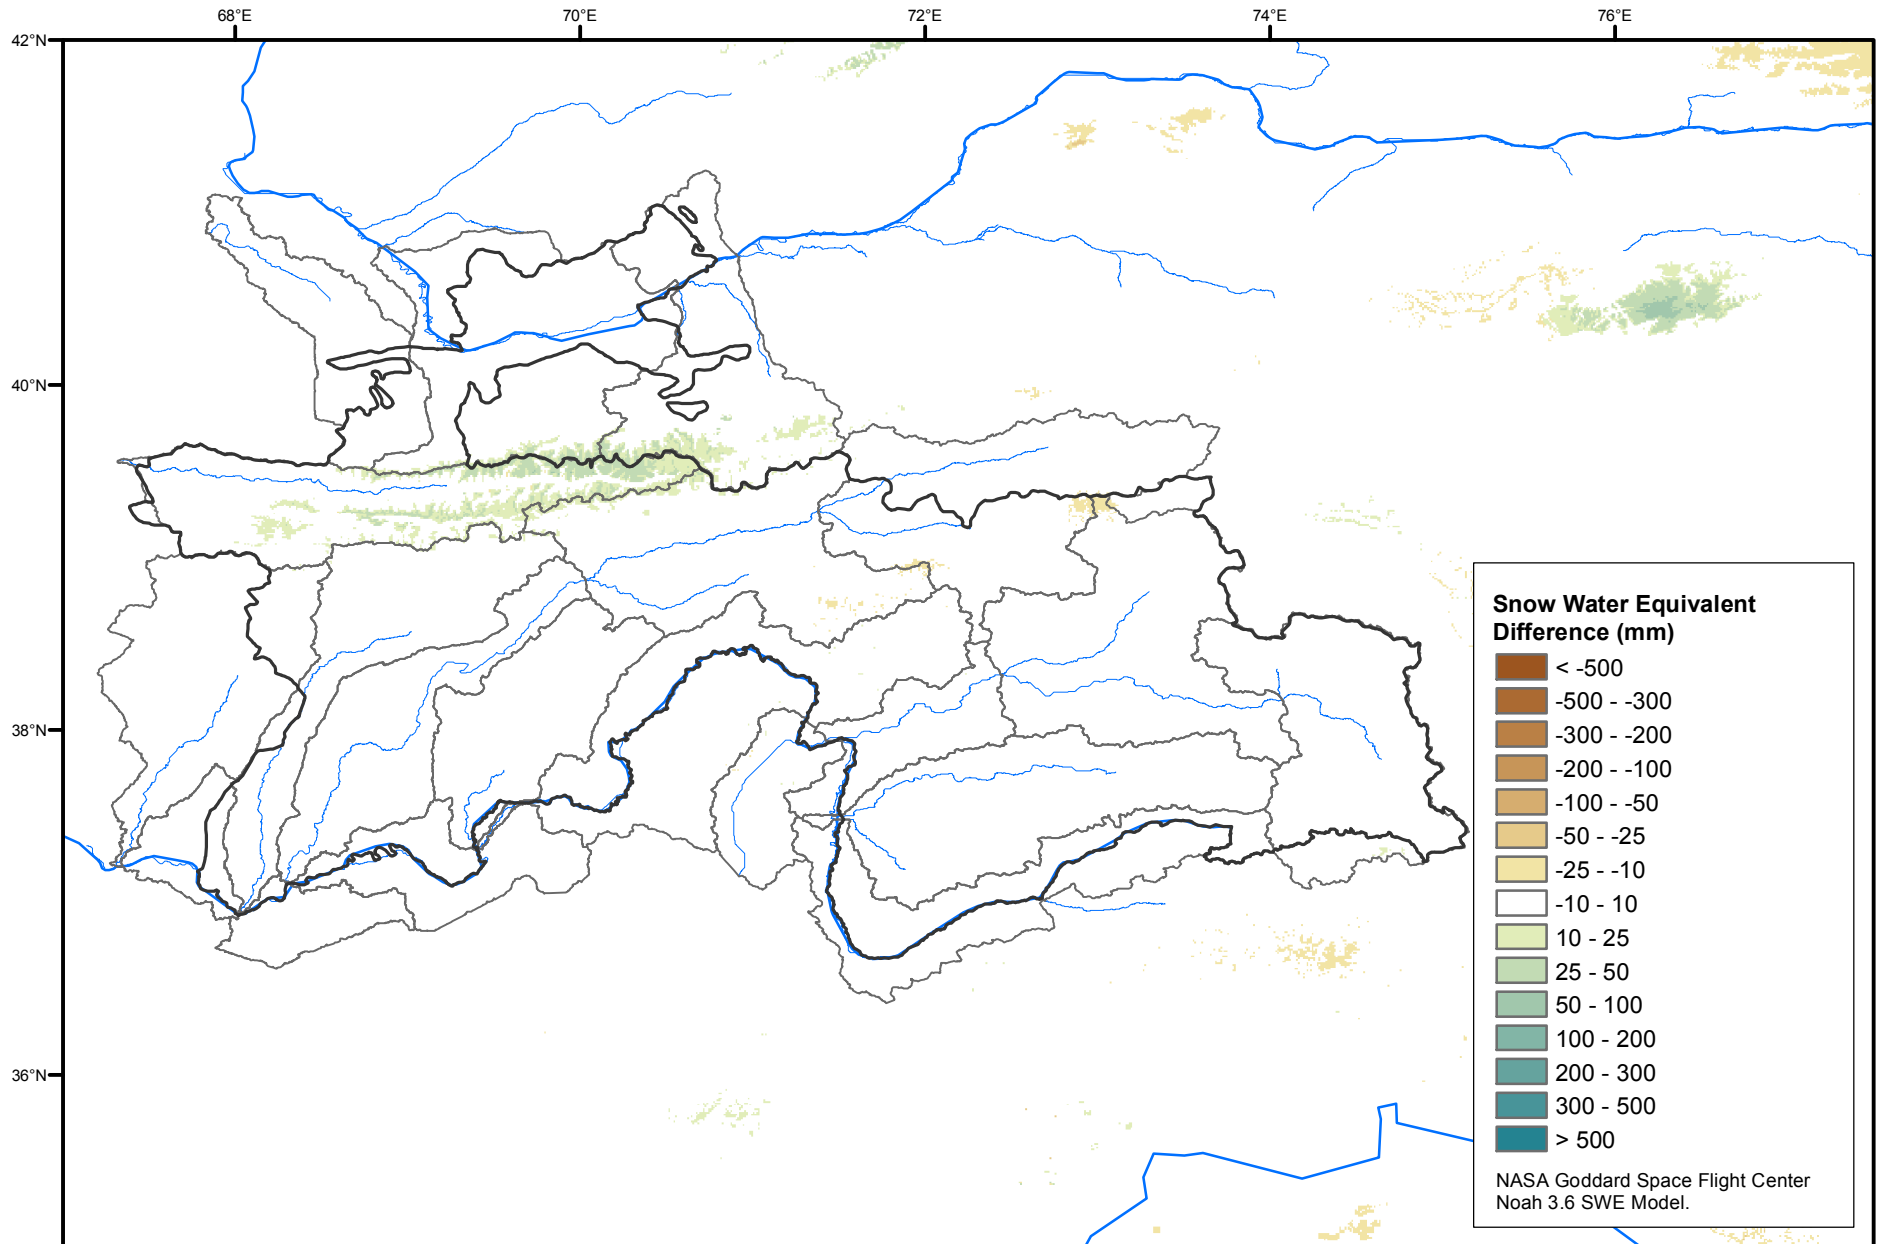 68°E 70°E 72°E 74°E 76°E
42°N
40°N
38°N
36°N
Snow Water Equivalent
Difference (mm)
< -500
-500 - -300
-300 - -200
-200 - -100
-100 - -50
-50 - -25
-25 - -10
-10 - 10
10 - 25
25 - 50
50 - 100
100 - 200
200 - 300
300 - 500
> 500
NASA Goddard Space Flight Center
Noah 3.6 SWE Model.